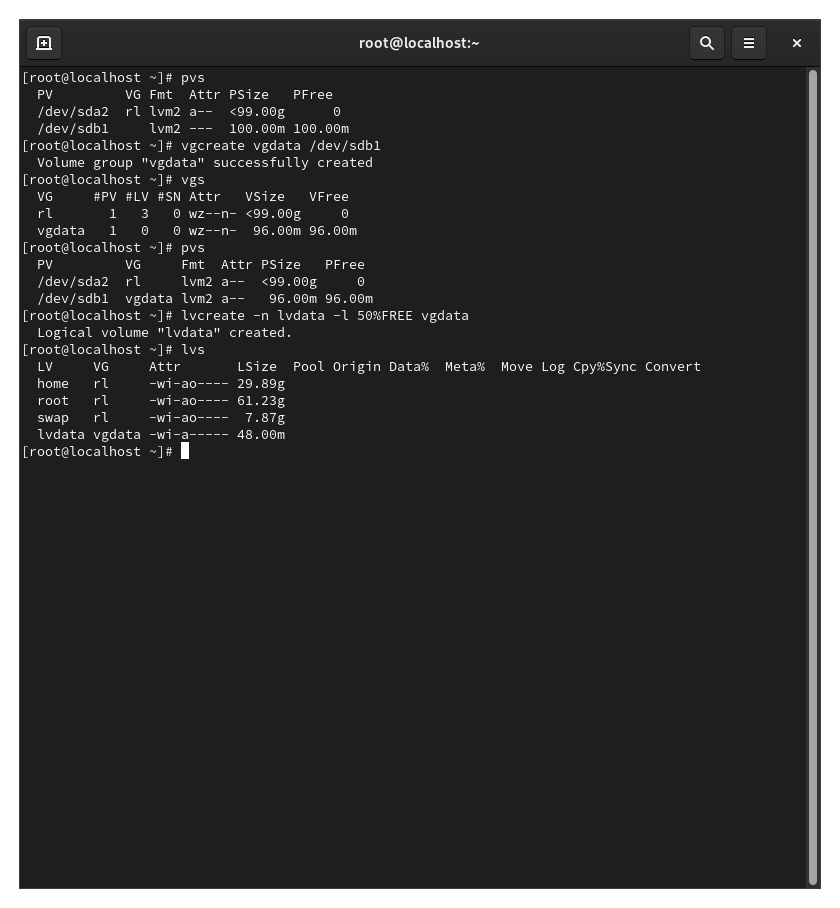 root@localhost:~
[root@localhost ~]# pvs
  PV         VG Fmt  Attr PSize   PFree
  /dev/sda2  rl lvm2 a--  <99.00g      0
  /dev/sdb1     lvm2 ---  100.00m 100.00m
[root@localhost ~]# vgcreate vgdata /dev/sdb1
  Volume group "vgdata" successfully created
[root@localhost ~]# vgs
  VG     #PV #LV #SN Attr   VSize   VFree
  rl       1   3   0 wz--n- <99.00g     0
  vgdata   1   0   0 wz--n-  96.00m 96.00m
[root@localhost ~]# pvs
  PV         VG     Fmt  Attr PSize   PFree
  /dev/sda2  rl     lvm2 a--  <99.00g     0
  /dev/sdb1  vgdata lvm2 a--   96.00m 96.00m
[root@localhost ~]# lvcreate -n lvdata -l 50%FREE vgdata
  Logical volume "lvdata" created.
[root@localhost ~]# lvs
  LV     VG     Attr       LSize  Pool Origin Data%  Meta%  Move Log Cpy%Sync Convert
  home   rl     -wi-ao---- 29.89g
  root   rl     -wi-ao---- 61.23g
  swap   rl     -wi-ao----  7.87g
  lvdata vgdata -wi-a----- 48.00m
[root@localhost ~]#